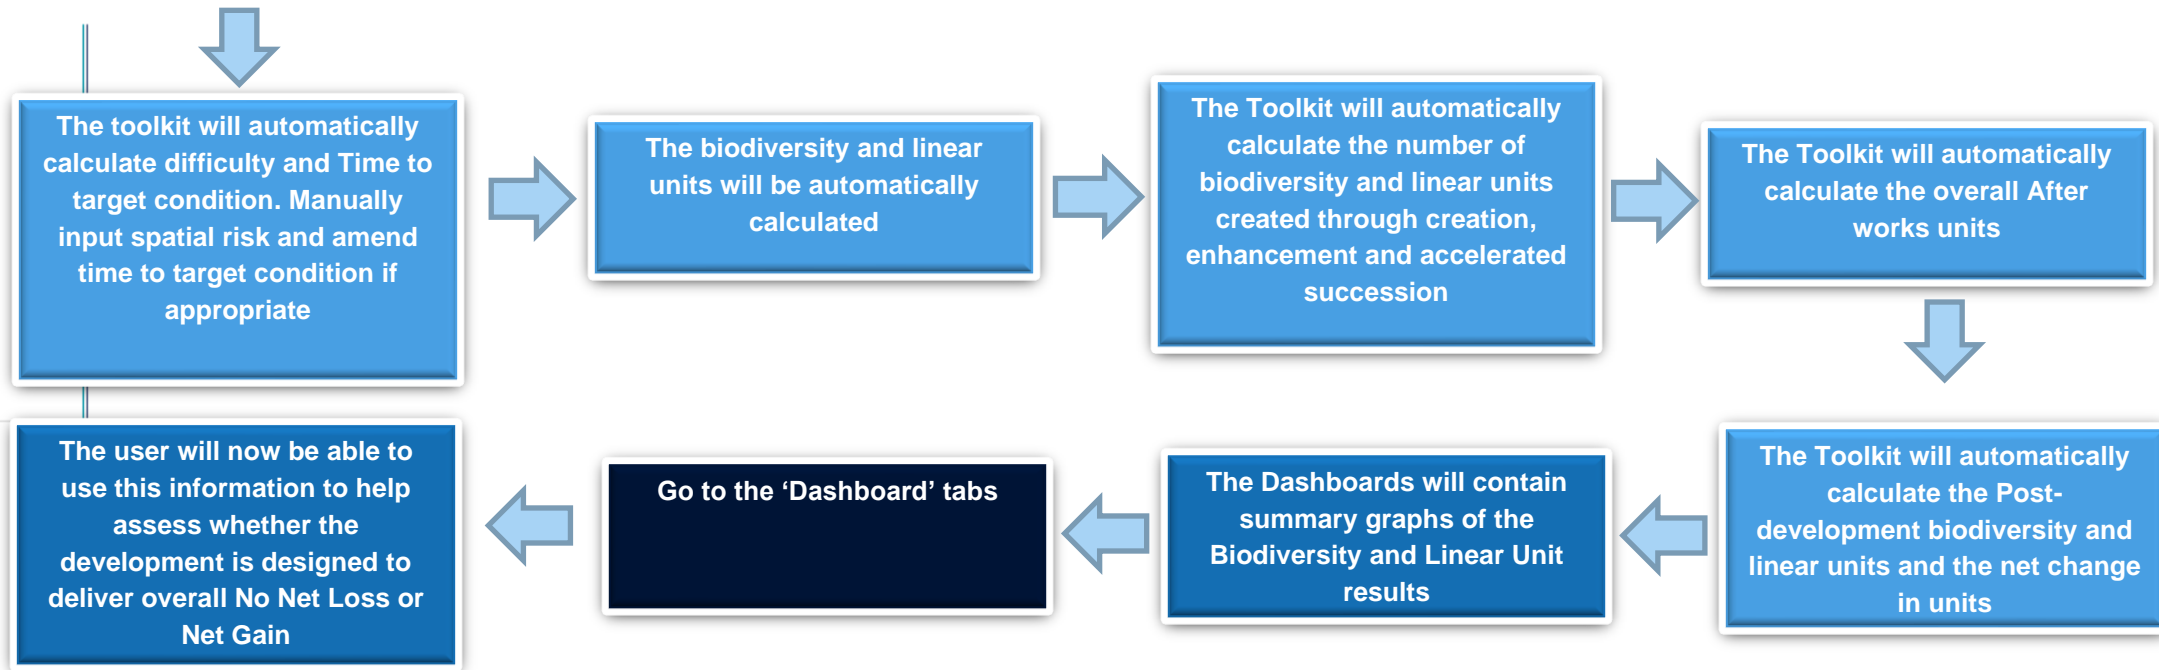 The toolkit will automatically
calculate difficulty and Time to
target condition. Manually
input spatial risk and amend
time to target condition if
appropriate
The biodiversity and linear
units will be automatically
calculated
The Toolkit will automatically
calculate the number of
biodiversity and linear units
created through creation,
enhancement and accelerated
succession
The Toolkit will automatically
calculate the overall After
works units
The Toolkit will automatically
calculate the Post-
development biodiversity and
linear units and the net change
in units
The Dashboards will contain
summary graphs of the
Biodiversity and Linear Unit
results
Go to the ‘Dashboard’ tabs
The user will now be able to
use this information to help
assess whether the
development is designed to
deliver overall No Net Loss or
Net Gain